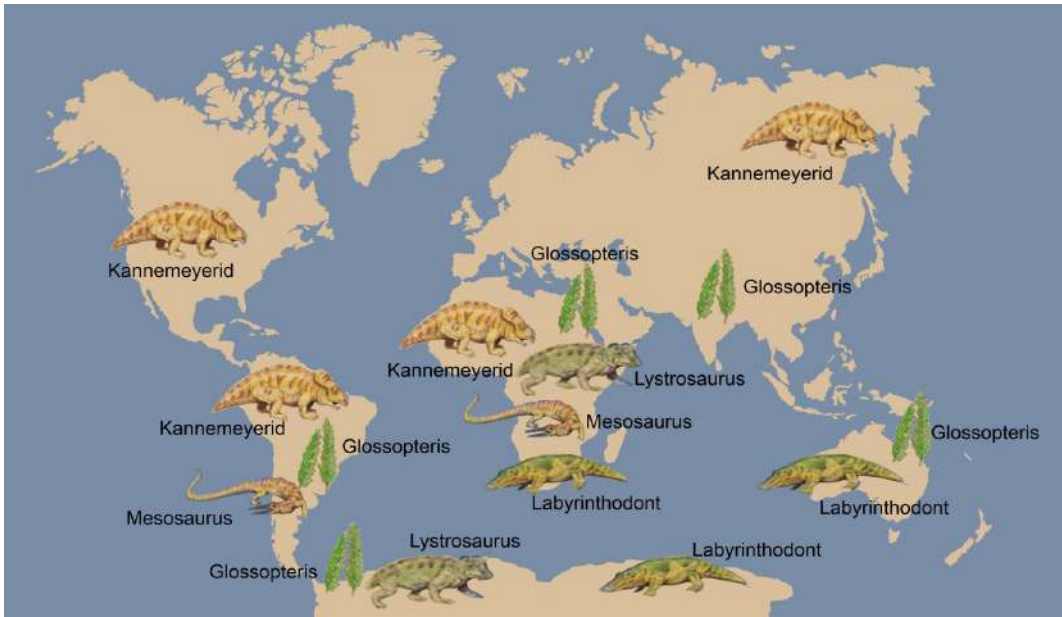 Kannemeyerid
Kannemeyerid
Glossopteris
Glossopteris
Kannemeyerid
Lystrosaurus
Kannemeyerid
Mesosaurus
Glossopteris
Glossopteris
Mesosaurus
Labyrinthodont
Labyrinthodont
Lystrosaurus
Labyrinthodont
Glossopteris